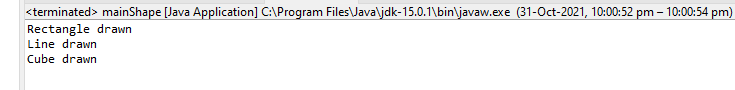 <terminated> mainShape [Java Application] C:\Program Files\Java\jdk-15.0.1\bin\javaw.exe (31-Oct-2021, 10:00:52 pm – 10:00:54 pm)
Rectangle drawn
Line drawn
Cube drawn